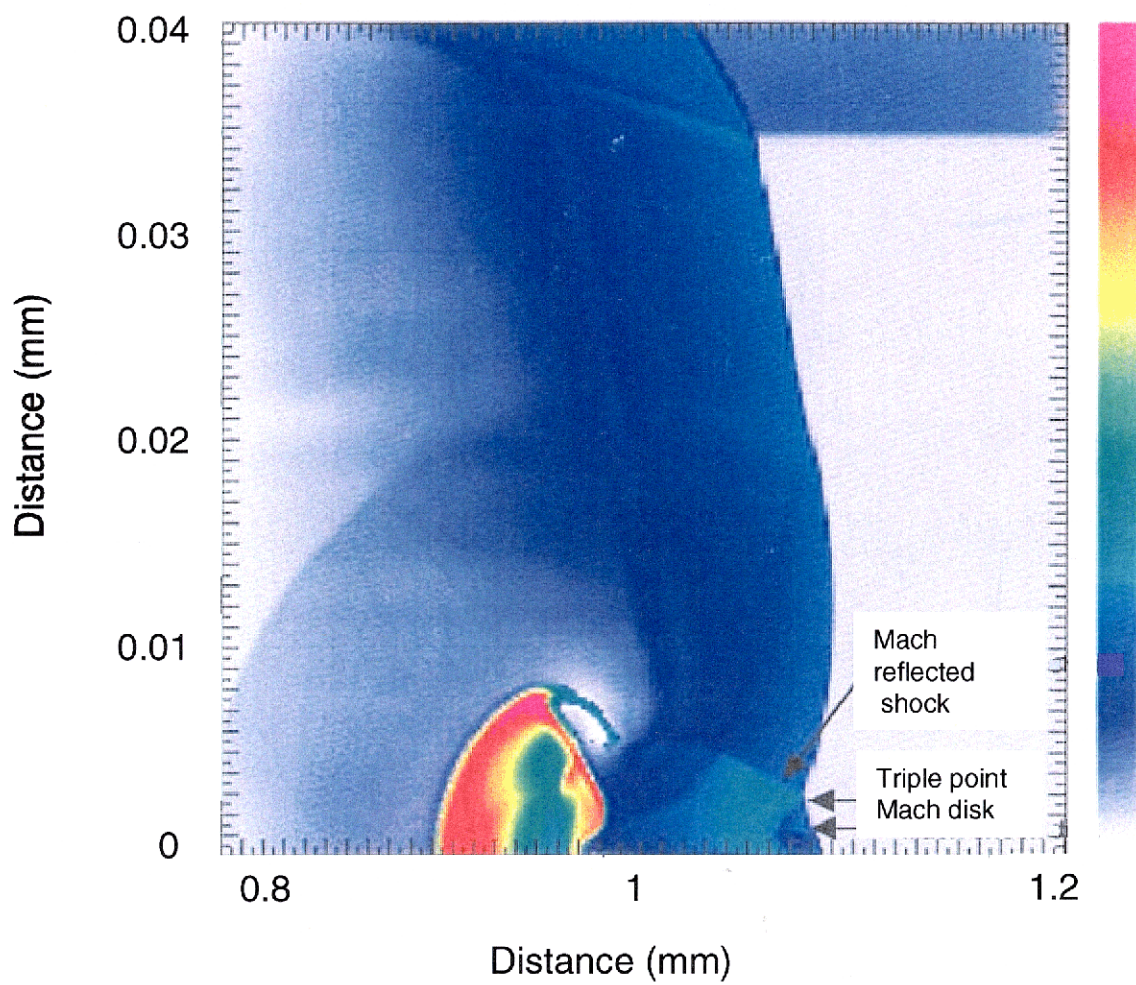 0.04
0.03
0.02
0.01
0
Distance (mm)
Mach
reflected
shock
Triple point
Mach disk
0.8
1
1.2
Distance (mm)